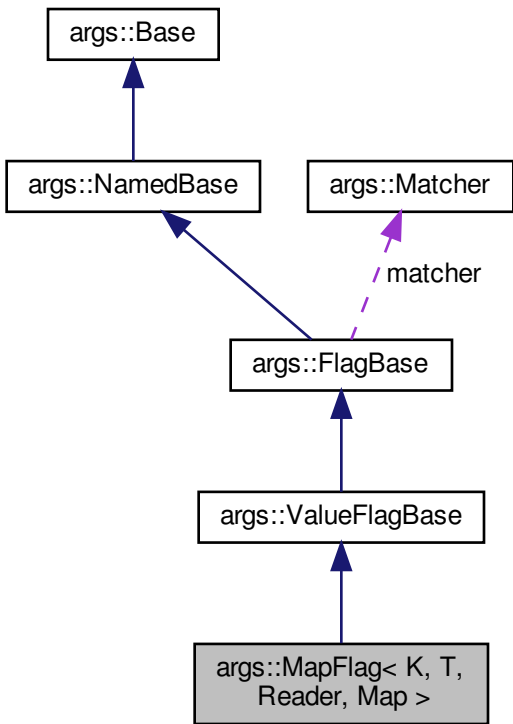 args::Base
args::NamedBase
args::Matcher
matcher
args::FlagBase
args::ValueFlagBase
args::MapFlag< K, T,
Reader, Map >